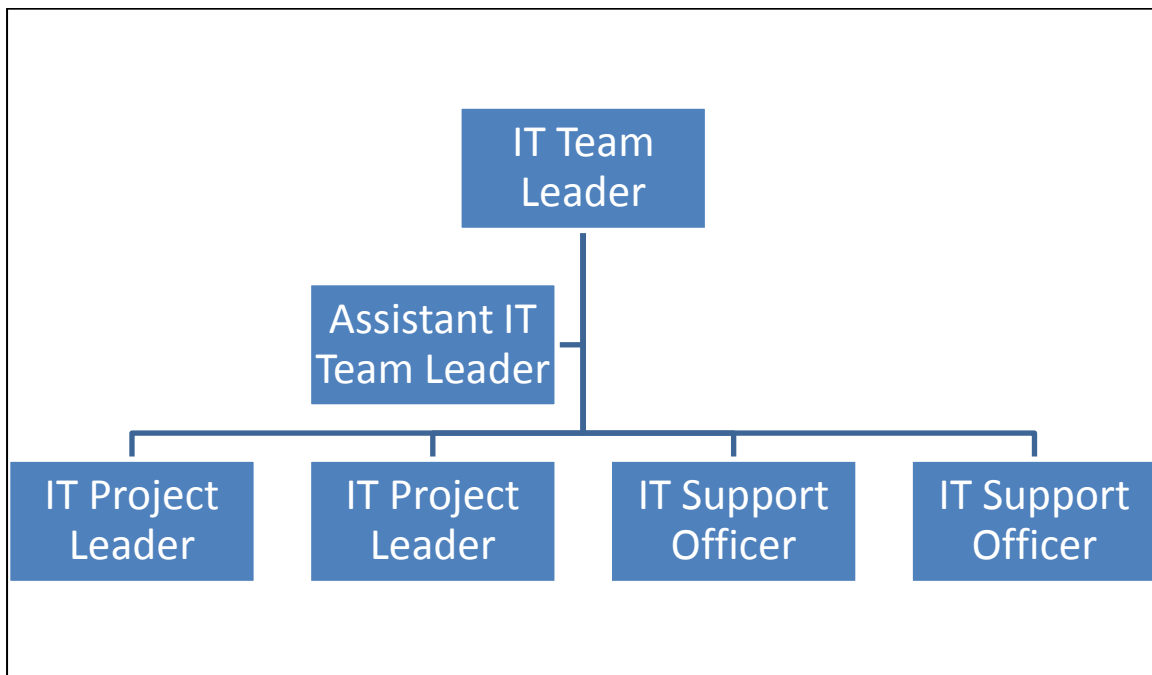 IT Team
Leader
Assistant IT
Team Leader
IT Project
Leader
IT Project
Leader
IT Support
Officer
IT Support
Officer